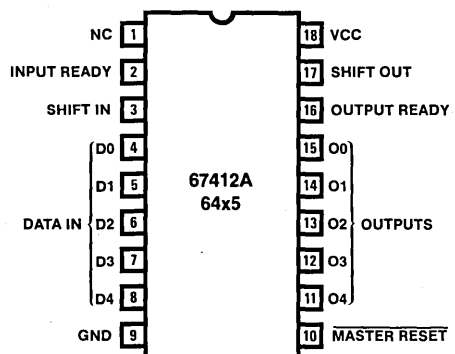 NC 1 18 VCC
INPUT READY 2 17 SHIFT OUT
SHIFT IN 3 16 OUTPUT READY
D0 4 15 O0
D1 5 67412A 14 O1
64x5
DATA IN D2 6 13 O2 OUTPUTS
D3 7 12 O3
D4 8 11 O4
GND 9 10 MASTER RESET